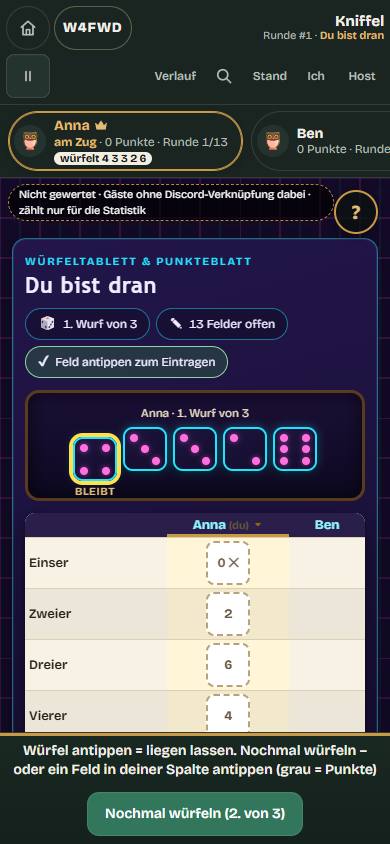 W4FWD
Kniffel
Runde #1 · Du bist dran
Verlauf
Stand
Ich
Host
Anna
am Zug · 0 Punkte · Runde 1/13
würfelt 4 3 3 2 6
Ben
0 Punkte · Runde
Nicht gewertet · Gäste ohne Discord-Verknüpfung dabei ·
zählt nur für die Statistik
?
WÜRFELTABLETT & PUNKTEBLATT
Du bist dran
1. Wurf von 3
13 Felder offen
✓ Feld antippen zum Eintragen
Anna · 1. Wurf von 3
BLEIBT
Anna (du)
Ben
Einser
0 ×
Zweier
2
Dreier
6
Vierer
4
Würfel antippen = liegen lassen. Nochmal würfeln –
oder ein Feld in deiner Spalte antippen (grau = Punkte)
Nochmal würfeln (2. von 3)